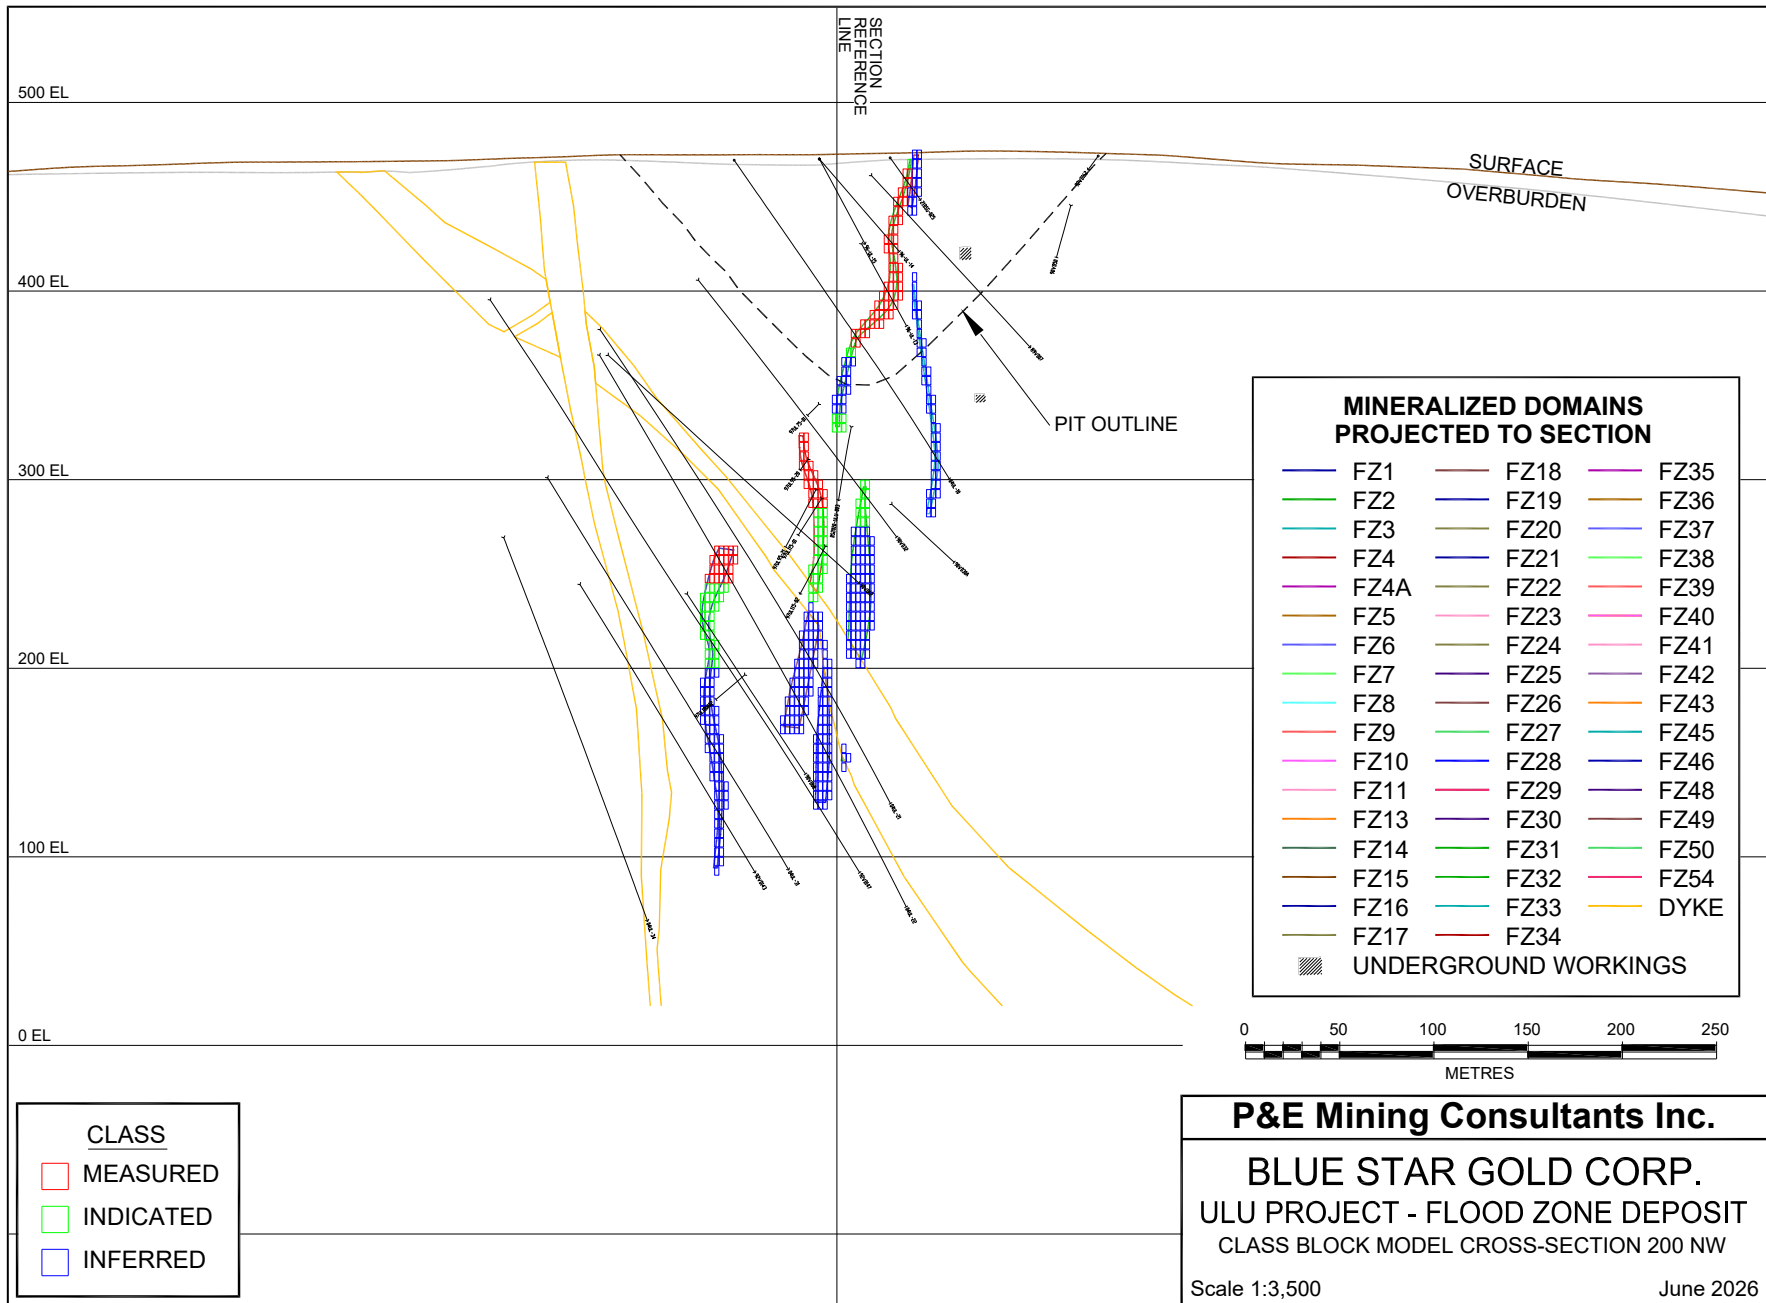 SECTION
REFERENCE
LINE
500 EL
SURFACE
OVERBURDEN
400 EL
PIT OUTLINE
300 EL
200 EL
100 EL
0 EL
MINERALIZED DOMAINS
PROJECTED TO SECTION
FZ1 FZ18 FZ35
FZ2 FZ19 FZ36
FZ3 FZ20 FZ37
FZ4 FZ21 FZ38
FZ4A FZ22 FZ39
FZ5 FZ23 FZ40
FZ6 FZ24 FZ41
FZ7 FZ25 FZ42
FZ8 FZ26 FZ43
FZ9 FZ27 FZ45
FZ10 FZ28 FZ46
FZ11 FZ29 FZ48
FZ13 FZ30 FZ49
FZ14 FZ31 FZ50
FZ15 FZ32 FZ54
FZ16 FZ33 DYKE
FZ17 FZ34
UNDERGROUND WORKINGS
0 50 100 150 200 250
METRES
CLASS
MEASURED
INDICATED
INFERRED
P&E Mining Consultants Inc.
BLUE STAR GOLD CORP.
ULU PROJECT - FLOOD ZONE DEPOSIT
CLASS BLOCK MODEL CROSS-SECTION 200 NW
Scale 1:3,500 June 2026